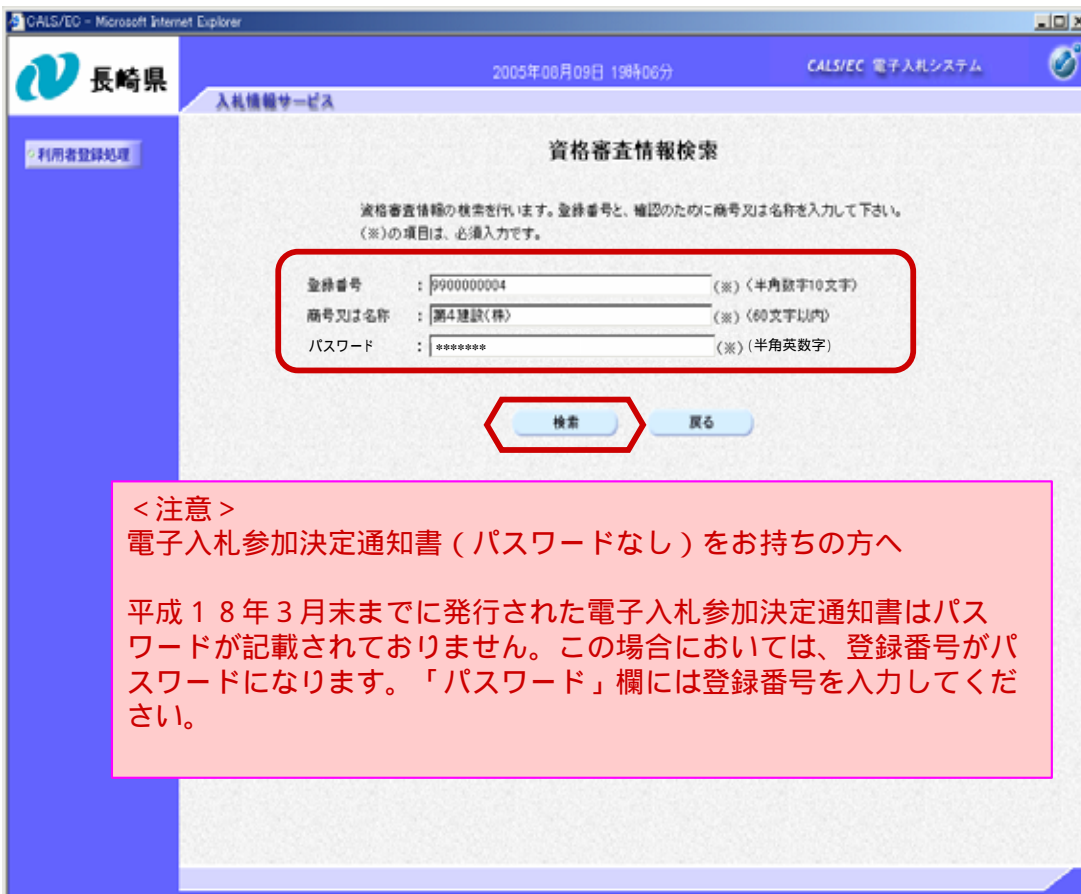 CALS/EC - Microsoft Internet Explorer
長崎県
2005年08月09日 19時06分
CALS/EC 電子入札システム
入札情報サービス
利用者登録処理
資格審査情報検索
資格審査情報の検索を行います。登録番号と、確認のために商号又は名称を入力して下さい。
(※)の項目は、必須入力です。
登録番号 : 9900000004 (※) (半角数字10文字)
商号又は名称 : 第4建設(株) (※) (60文字以内)
パスワード : ******* (※) (半角英数字)
検索 戻る
<注意>
電子入札参加決定通知書(パスワードなし)をお持ちの方へ
平成18年3月末までに発行された電子入札参加決定通知書はパス
ワードが記載されておりません。この場合においては、登録番号がパ
スワードになります。「パスワード」欄には登録番号を入力してくだ
さい。